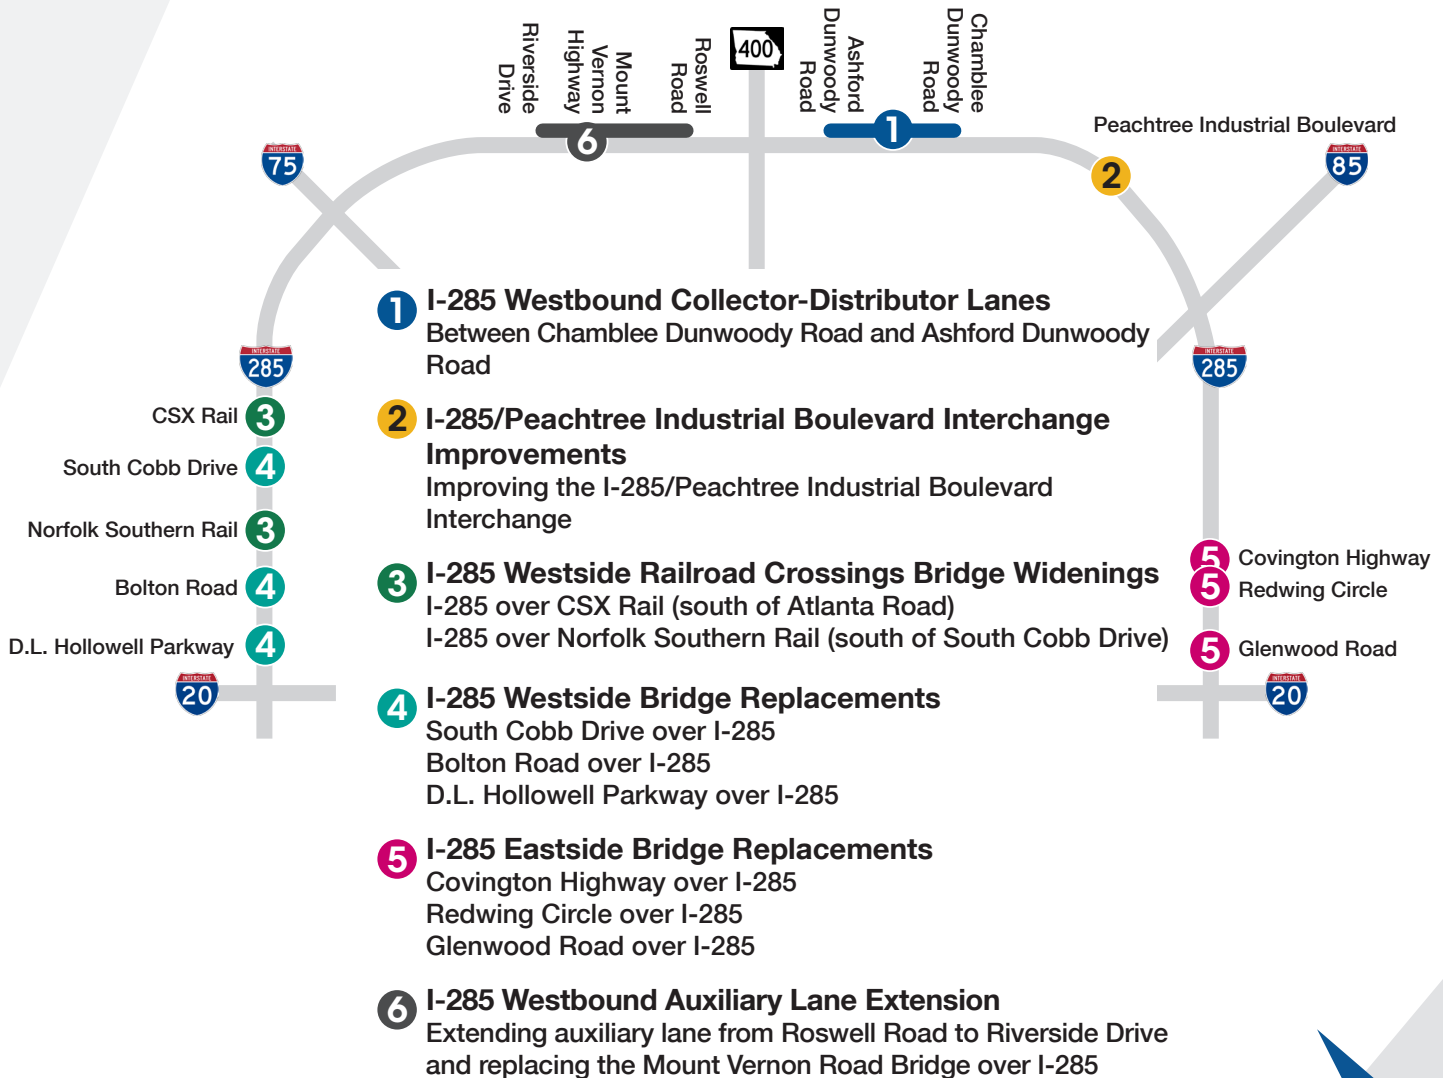 Riverside
Drive
Mount
Vernon
Highway
Roswell
Road
400
Ashford
Dunwoody
Road
Chamblee
Dunwoody
Road
1
6
Peachtree Industrial Boulevard
INTERSTATE
75
2
INTERSTATE
85
1 I-285 Westbound Collector-Distributor Lanes
Between Chamblee Dunwoody Road and Ashford Dunwoody
Road
INTERSTATE
285
INTERSTATE
285
CSX Rail 3
South Cobb Drive 4
Norfolk Southern Rail 3
Bolton Road 4
D.L. Hollowell Parkway 4
INTERSTATE
20
2 I-285/Peachtree Industrial Boulevard Interchange
Improvements
Improving the I-285/Peachtree Industrial Boulevard
Interchange
3 I-285 Westside Railroad Crossings Bridge Widenings
I-285 over CSX Rail (south of Atlanta Road)
I-285 over Norfolk Southern Rail (south of South Cobb Drive)
5 Covington Highway
5 Redwing Circle
5 Glenwood Road
INTERSTATE
20
4 I-285 Westside Bridge Replacements
South Cobb Drive over I-285
Bolton Road over I-285
D.L. Hollowell Parkway over I-285
5 I-285 Eastside Bridge Replacements
Covington Highway over I-285
Redwing Circle over I-285
Glenwood Road over I-285
6 I-285 Westbound Auxiliary Lane Extension
Extending auxiliary lane from Roswell Road to Riverside Drive
and replacing the Mount Vernon Road Bridge over I-285